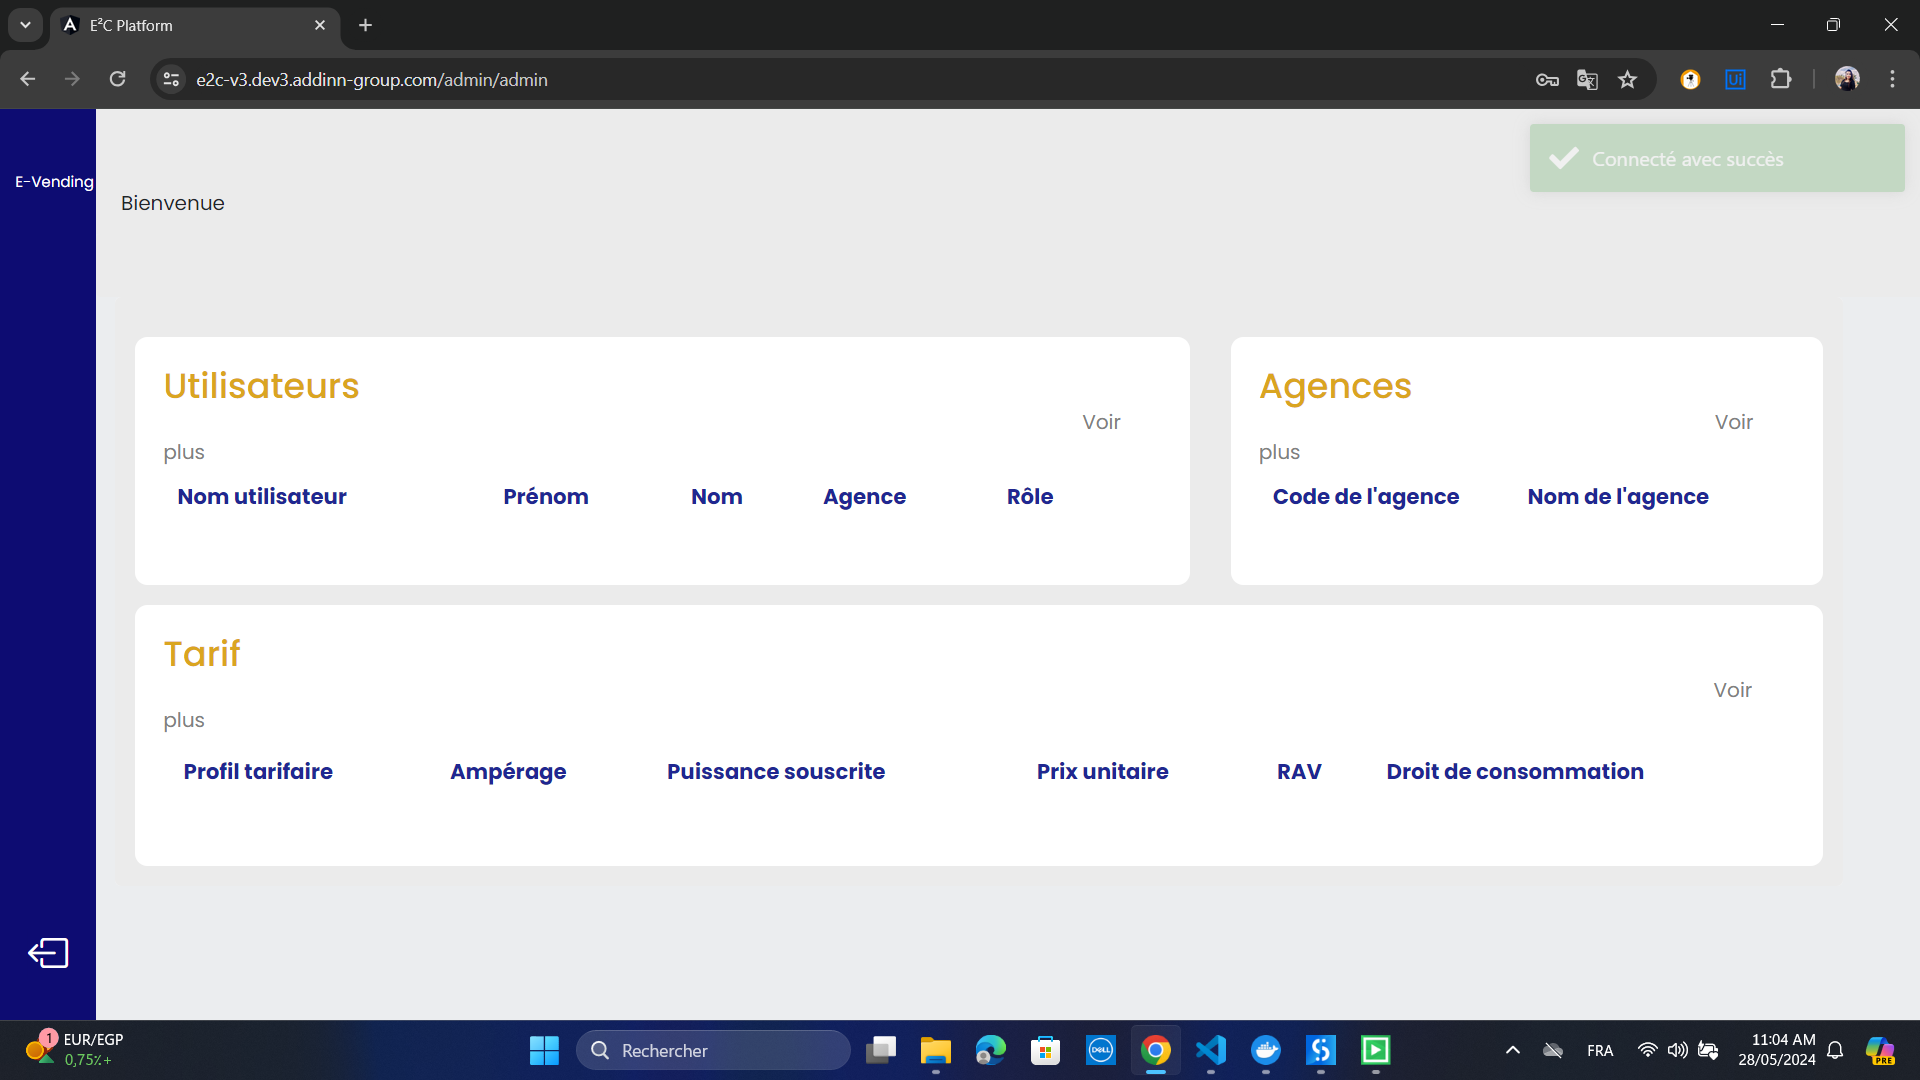 E²C Platform
e2c-v3.dev3.addinn-group.com/admin/admin
Ui
Connecté avec succès
E-Vending
Bienvenue
Utilisateurs
Voir
plus
Nom utilisateur Prénom Nom Agence Rôle
Agences
Voir
plus
Code de l'agence Nom de l'agence
Tarif
Voir
plus
Profil tarifaire Ampérage Puissance souscrite Prix unitaire RAV Droit de consommation
1
EUR/EGP
0,75%+
Rechercher
DELL
FRA
11:04 AM
28/05/2024
PRE